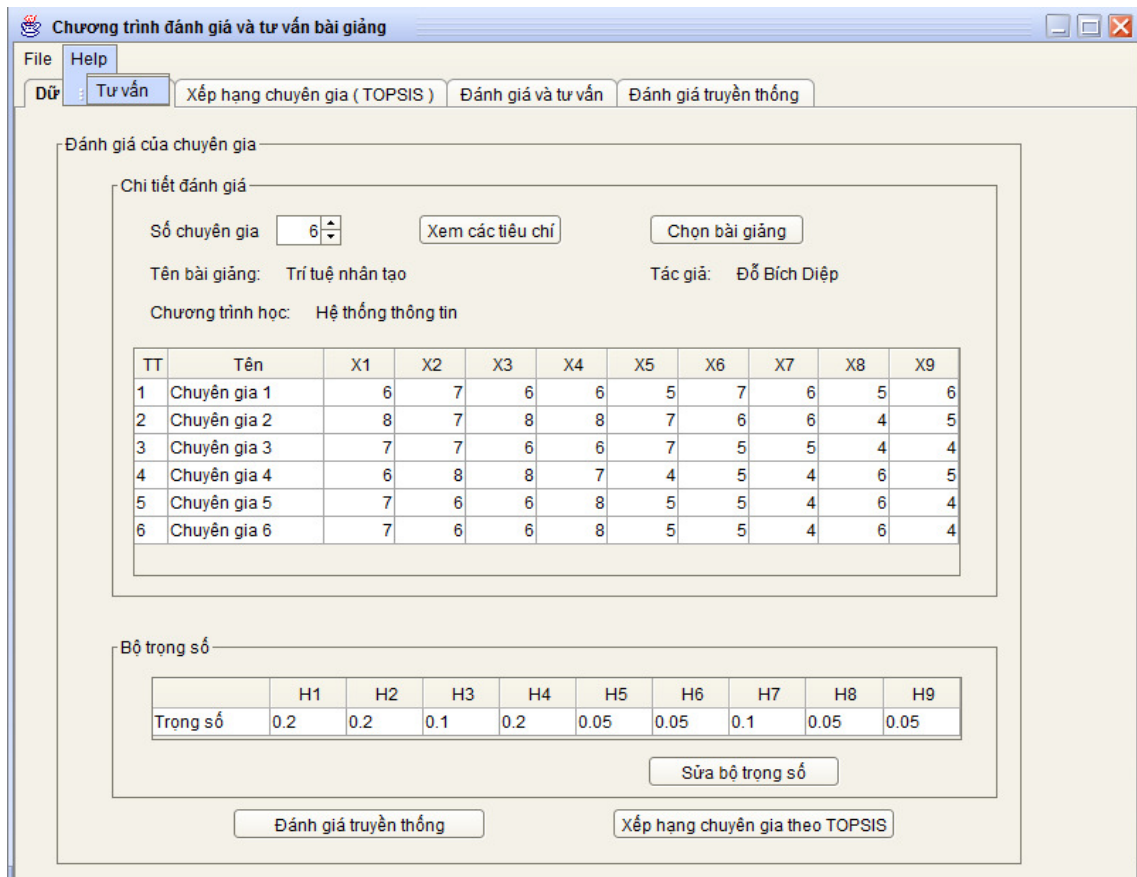 Chương trình đánh giá và tư vấn bài giảng
File Help
Dữ Tư vấn Xếp hạng chuyên gia ( TOPSIS ) Đánh giá và tư vấn Đánh giá truyền thống
Đánh giá của chuyên gia
Chi tiết đánh giá
Số chuyên gia 6 Xem các tiêu chí Chọn bài giảng
Tên bài giảng: Trí tuệ nhân tạo Tác giả: Đỗ Bích Diệp
Chương trình học: Hệ thống thông tin
TT Tên X1 X2 X3 X4 X5 X6 X7 X8 X9
1 Chuyên gia 1 6 7 6 6 5 7 6 5 6
2 Chuyên gia 2 8 7 8 8 7 6 6 4 5
3 Chuyên gia 3 7 7 6 6 7 5 5 4 4
4 Chuyên gia 4 6 8 8 7 4 5 4 6 5
5 Chuyên gia 5 7 6 6 8 5 5 4 6 4
6 Chuyên gia 6 7 6 6 8 5 5 4 6 4
Bộ trọng số
H1 H2 H3 H4 H5 H6 H7 H8 H9
Trọng số 0.2 0.2 0.1 0.2 0.05 0.05 0.1 0.05 0.05
Sửa bộ trọng số
Đánh giá truyền thống Xếp hạng chuyên gia theo TOPSIS